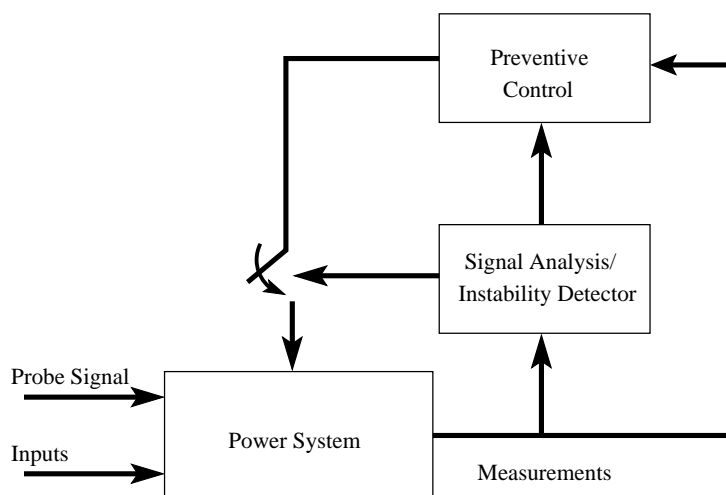 Preventive
Control
Signal Analysis/
Instability Detector
Probe Signal
Power System
Inputs
Measurements